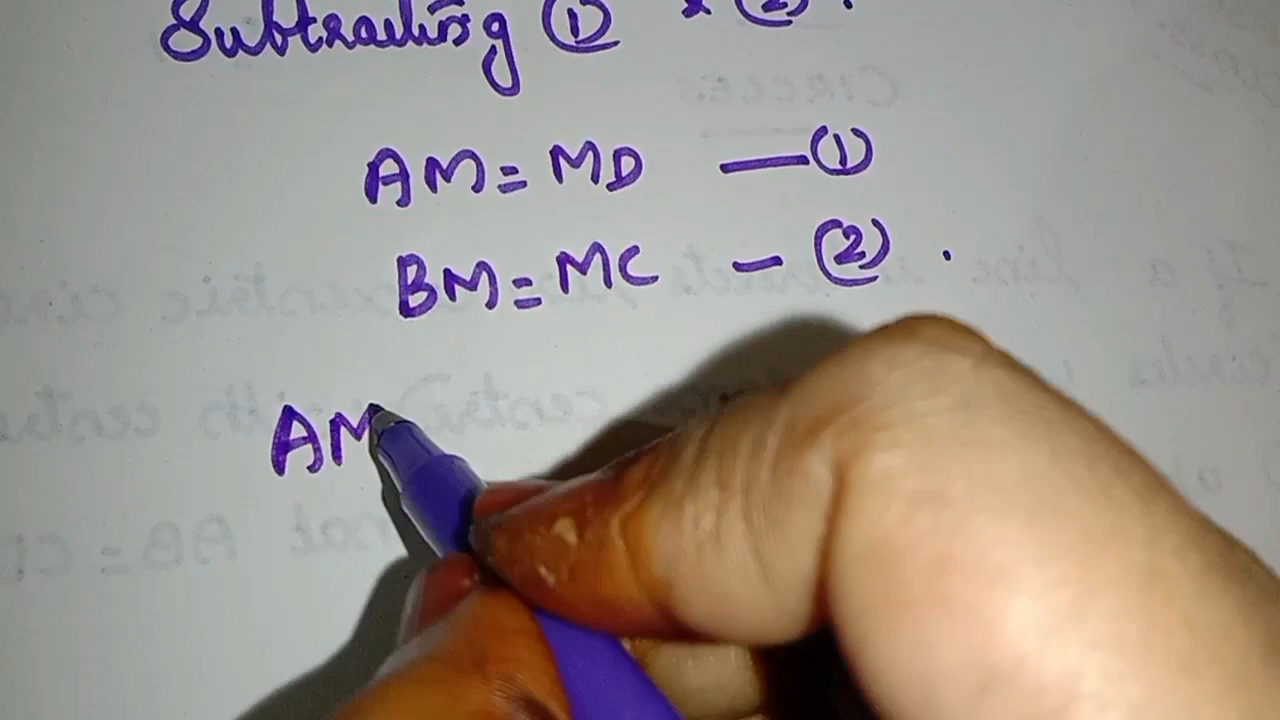 Subtracting ① & ②.
AM = MD — ①
BM = MC – ②.
AM